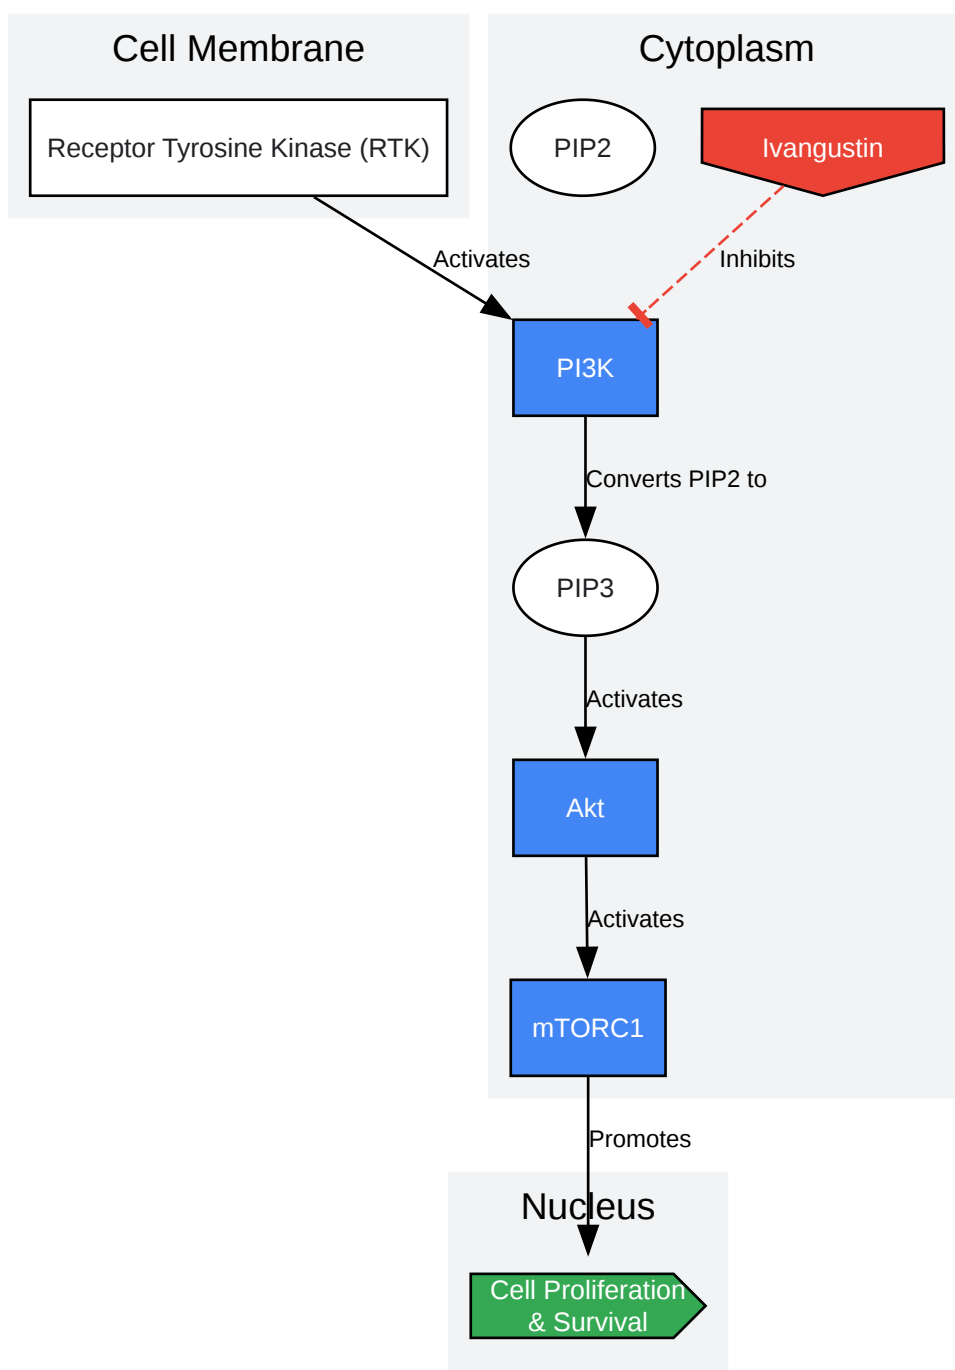 Cell Membrane
Cytoplasm
Receptor Tyrosine Kinase (RTK)
PIP2
Ivangustin
Activates
Inhibits
PI3K
Converts PIP2 to
PIP3
Activates
Akt
Activates
mTORC1
Promotes
Nucleus
Cell Proliferation
& Survival